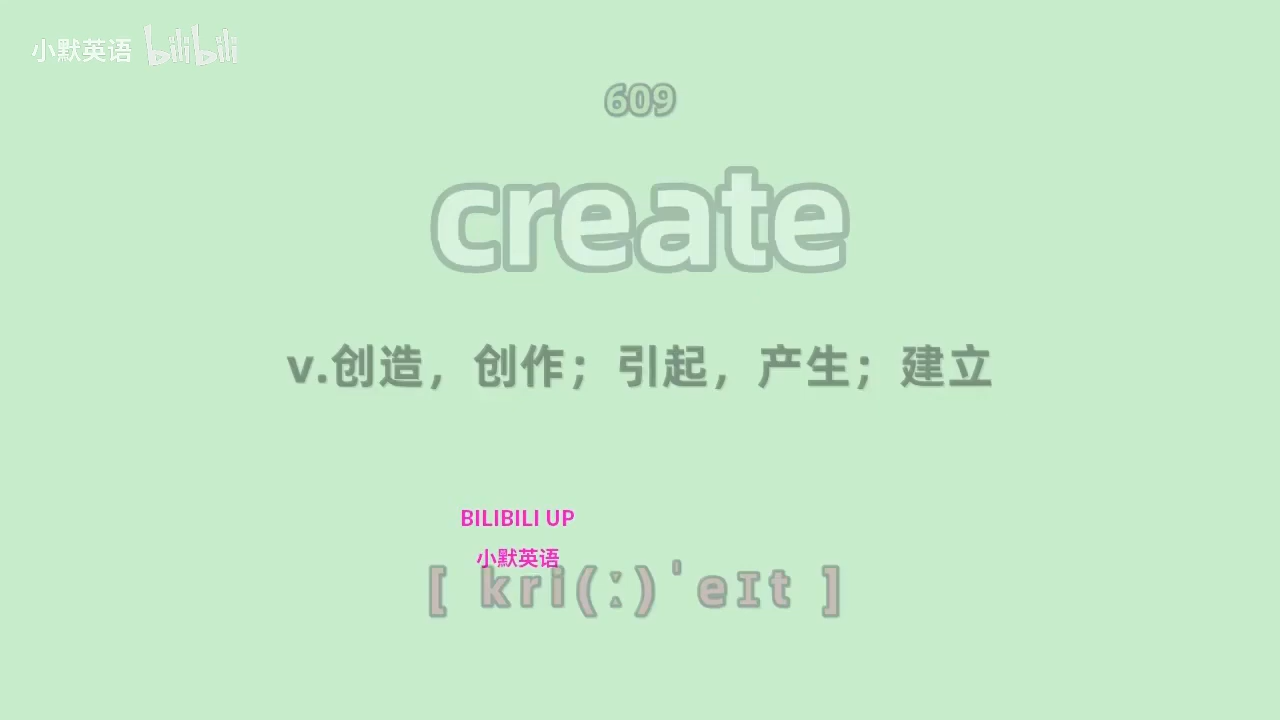 小默英语 bilibili
609
create
v.创造，创作；引起，产生；建立
BILIBILI UP
小默英语
[ kri(ː)ˈeɪt ]